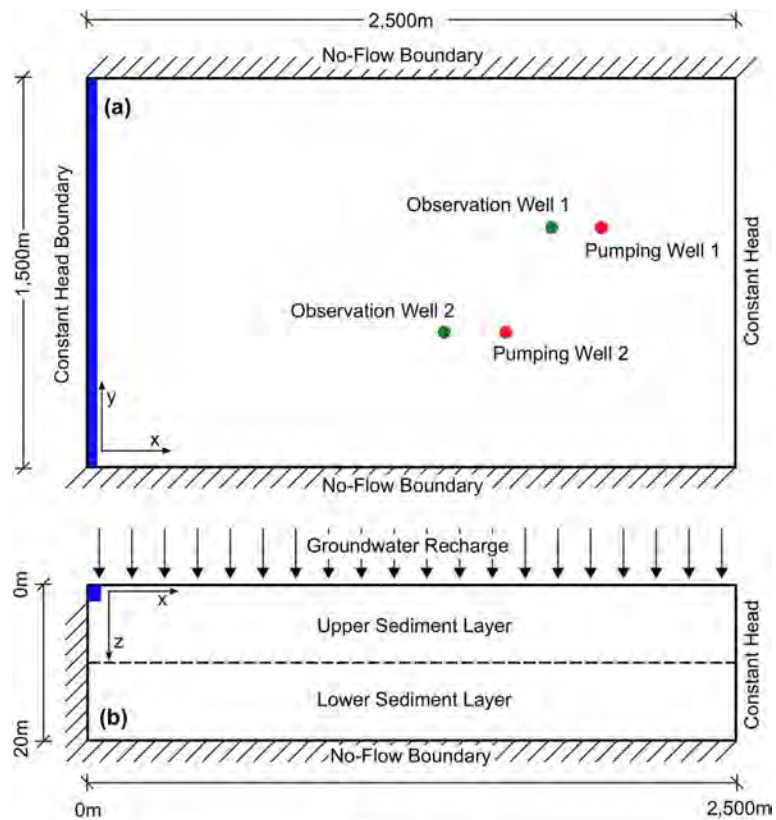 2,500m
No-Flow Boundary
(a)
1,500m
Constant Head Boundary
Constant Head
Observation Well 1
Pumping Well 1
Observation Well 2
Pumping Well 2
y
x
No-Flow Boundary
Groundwater Recharge
0m
x
z
Upper Sediment Layer
Lower Sediment Layer
Constant Head
(b)
20m
No-Flow Boundary
0m
2,500m